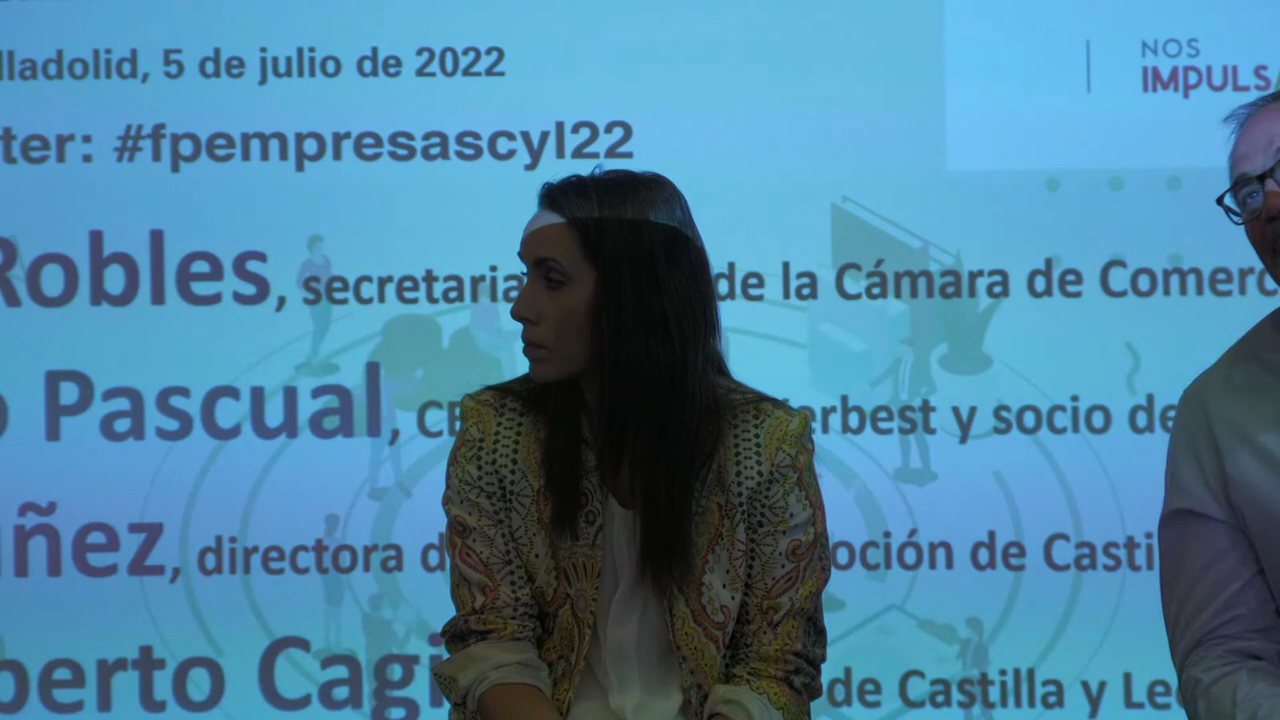 lladolid, 5 de julio de 2022
NOS
IMPULS
ter: #fpempresascyl22
Robles, secretaria de la Cámara de Comerc
Pascual, CE erbest y socio de
ñez, directora d oción de Casti
berto Cagi de Castilla y Le